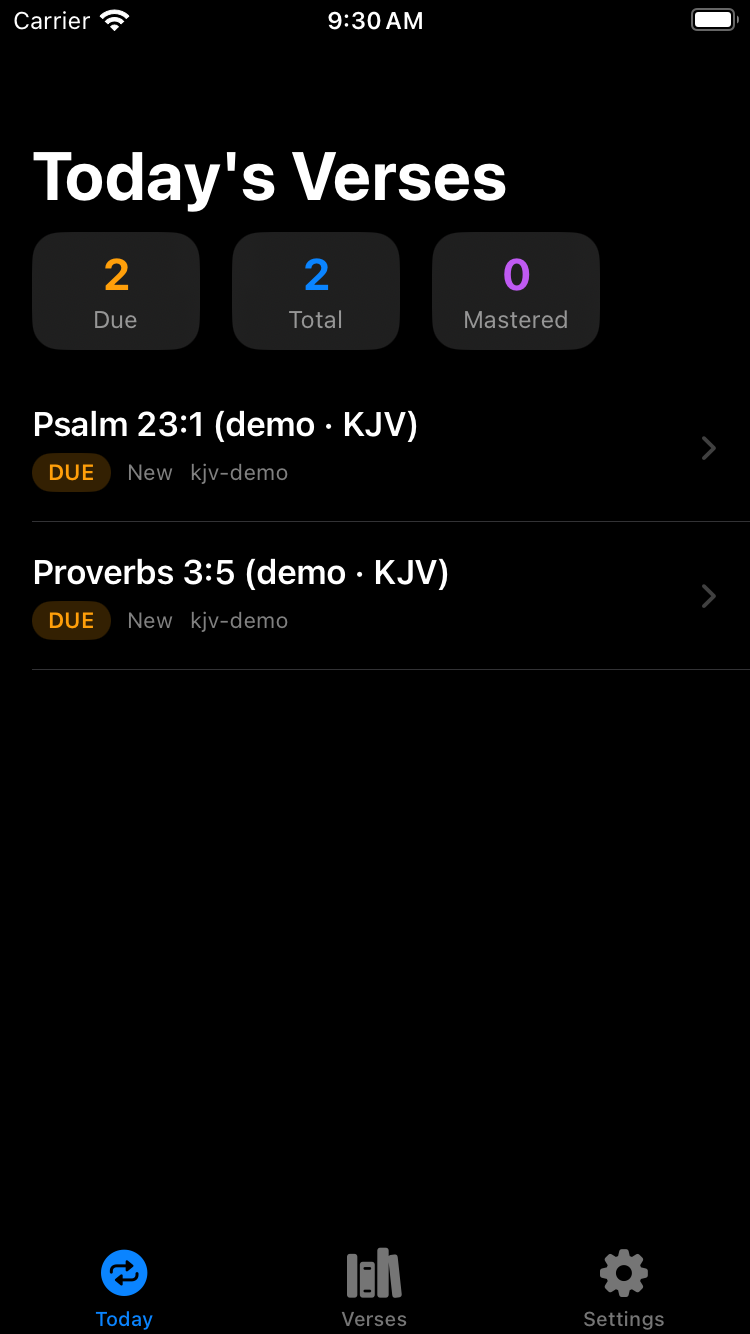 Carrier 9:30 AM
Today's Verses
2 2 0
Due Total Mastered
Psalm 23:1 (demo · KJV)
DUE New kjv-demo
Proverbs 3:5 (demo · KJV)
DUE New kjv-demo
Today Verses Settings